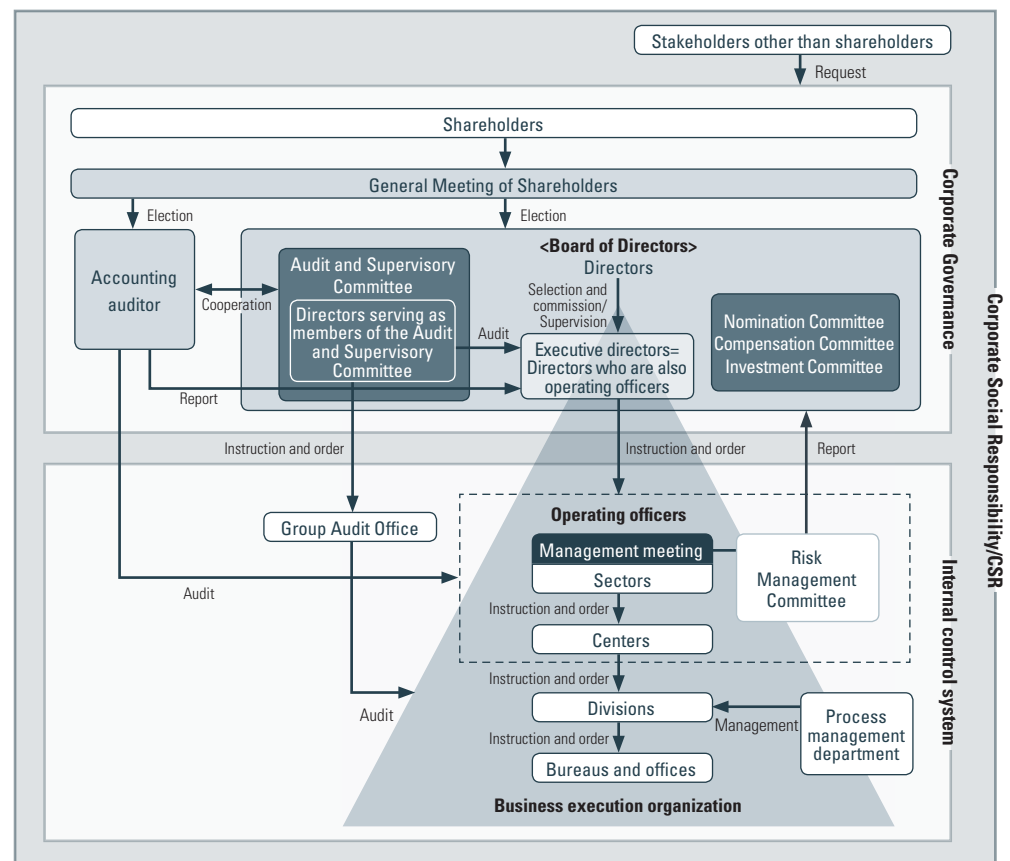 Stakeholders other than shareholders
Request
Shareholders
General Meeting of Shareholders
Election
Election
Accounting
auditor
Cooperation
Audit and Supervisory
Committee
Directors serving as
members of the Audit
and Supervisory
Committee
<Board of Directors>
Directors
Selection and
commission/
Supervision
Audit
Executive directors=
Directors who are also
operating officers
Nomination Committee
Compensation Committee
Investment Committee
Report
Corporate Governance
Corporate Social Responsibility/CSR
Instruction and order
Instruction and order
Report
Group Audit Office
Operating officers
Management meeting
Sectors
Risk
Management
Committee
Audit
Instruction and order
Centers
Instruction and order
Divisions
Audit
Management
Process
management
department
Instruction and order
Bureaus and offices
Business execution organization
Internal control system